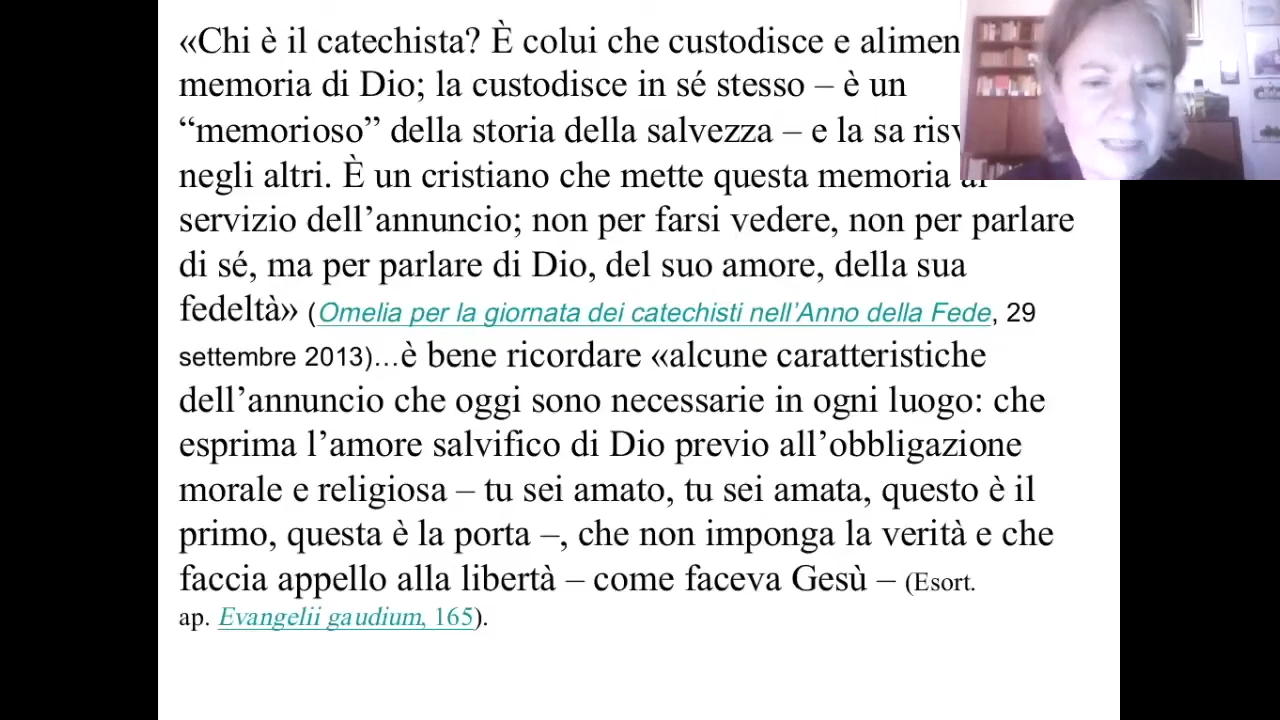 «Chi è il catechista? È colui che custodisce e alimen
memoria di Dio; la custodisce in sé stesso – è un
“memorioso” della storia della salvezza – e la sa
negli altri. È un cristiano che mette questa memoria
servizio dell’annuncio; non per farsi vedere, non per parlare
di sé, ma per parlare di Dio, del suo amore, della sua
fedeltà» (Omelia per la giornata dei catechisti nell’Anno della Fede, 29
settembre 2013)…è bene ricordare «alcune caratteristiche
dell’annuncio che oggi sono necessarie in ogni luogo: che
esprima l’amore salvifico di Dio previo all’obbligazione
morale e religiosa – tu sei amato, tu sei amata, questo è il
primo, questa è la porta –, che non imponga la verità e che
faccia appello alla libertà – come faceva Gesù – (Esort.
ap. Evangelii gaudium, 165).